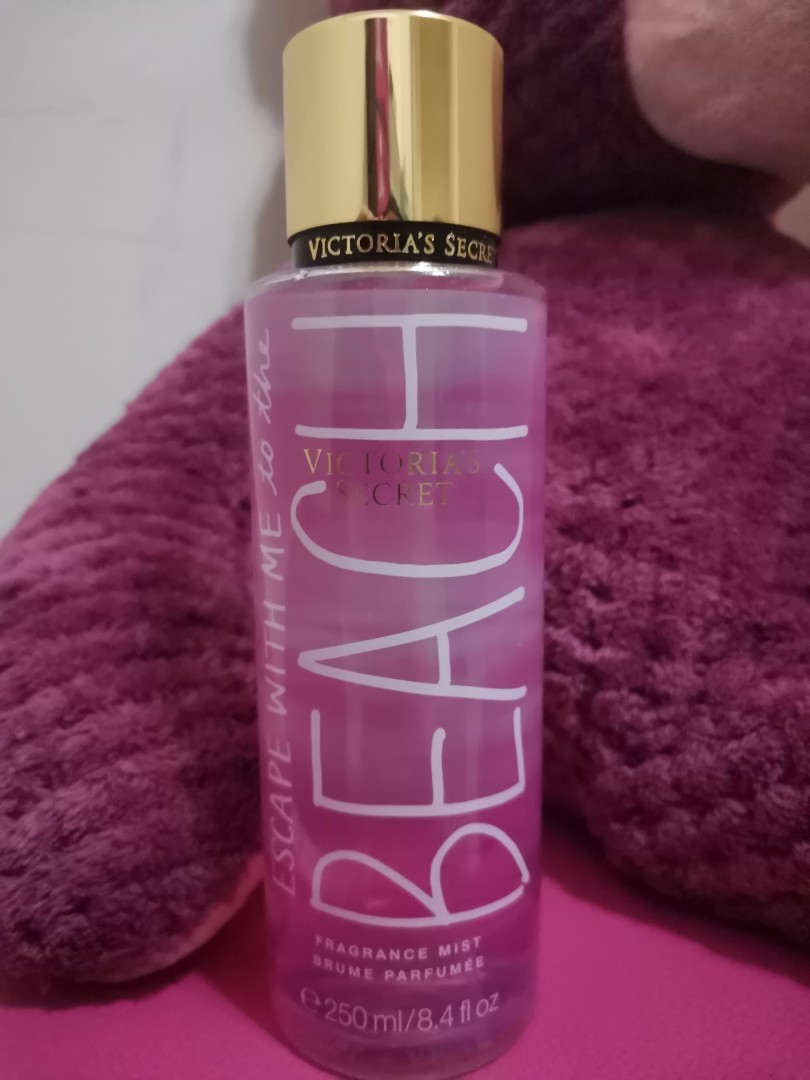 VICTORIA'S SECRE
ESCAPE WITH ME to the
BEACH
VICTORIA'S
SECRET
FRAGRANCE MIST
BRUME PARFUMÉE
℮ 250 ml/8.4 fl oz